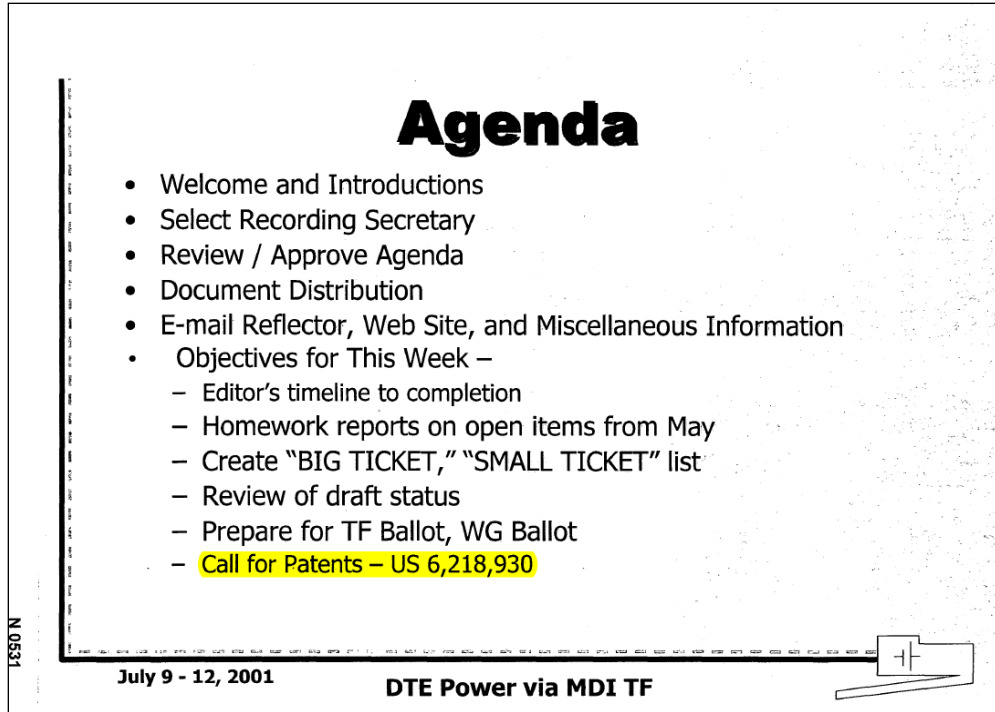 Agenda
• Welcome and Introductions
• Select Recording Secretary
• Review / Approve Agenda
• Document Distribution
• E-mail Reflector, Web Site, and Miscellaneous Information
• Objectives for This Week –
– Editor's timeline to completion
– Homework reports on open items from May
– Create “BIG TICKET,” “SMALL TICKET” list
– Review of draft status
– Prepare for TF Ballot, WG Ballot
– Call for Patents – US 6,218,930
N 0531
July 9 - 12, 2001
DTE Power via MDI TF